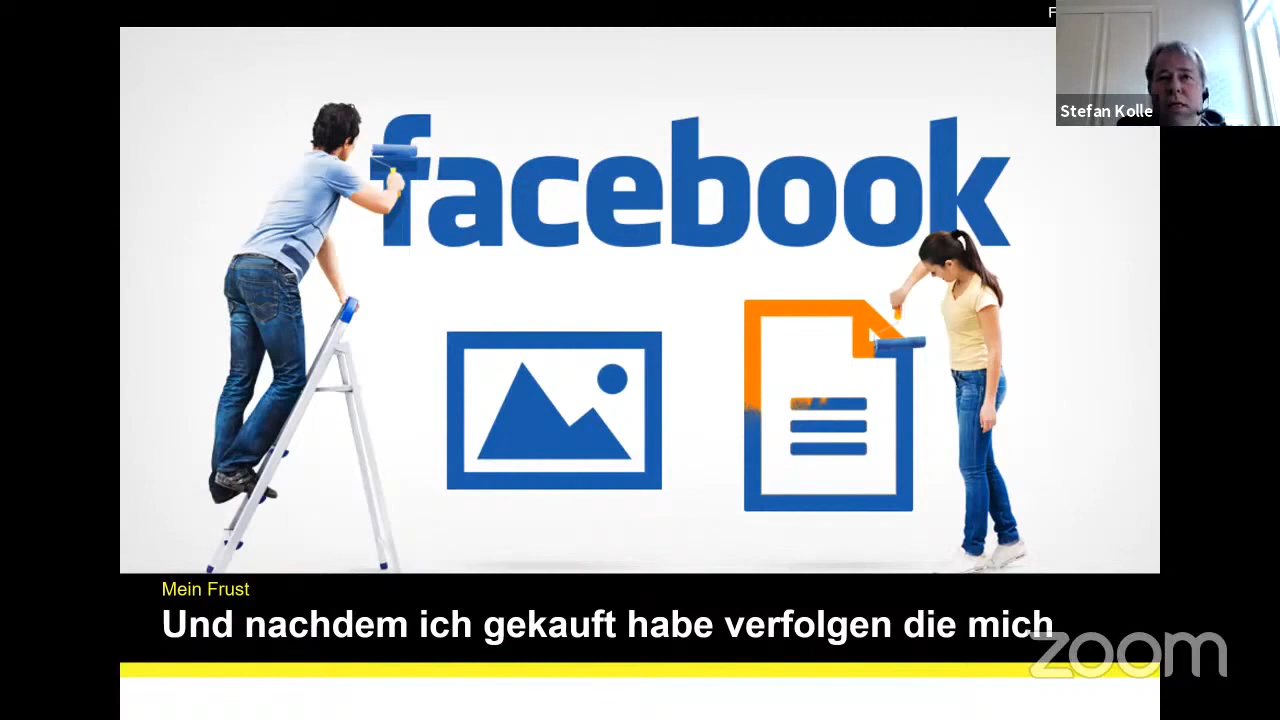 F
Stefan Kolle
facebook
Mein Frust
Und nachdem ich gekauft habe verfolgen die mich
zoom